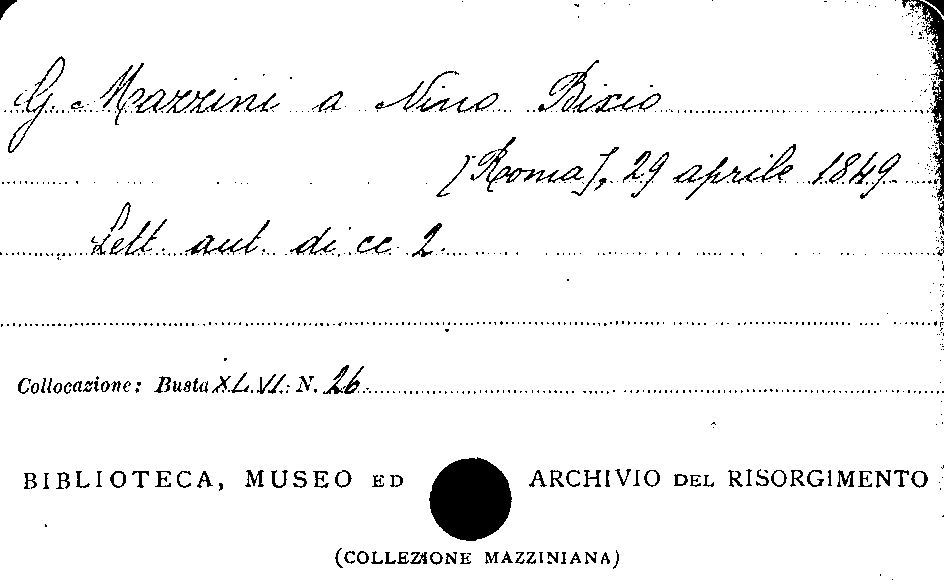 G. Mazzini a Nino Bixio
[Roma], 29 aprile 1849.
Lett. aut. di cc. 2.
Collocazione: Busta XLVI. N. 26.
BIBLIOTECA, MUSEO ED ARCHIVIO DEL RISORGIMENTO
(COLLEZIONE MAZZINIANA)